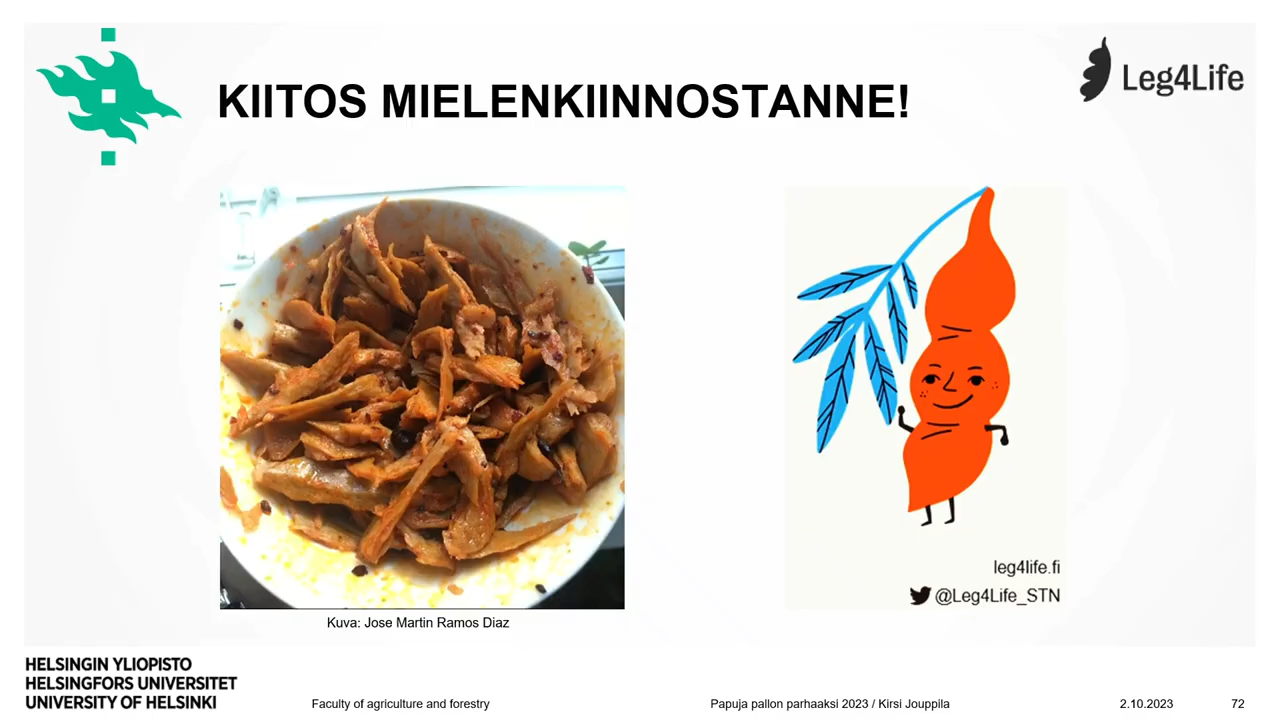 KIITOS MIELENKIINNOSTANNE!
Leg4Life
leg4life.fi
@Leg4Life_STN
Kuva: Jose Martin Ramos Diaz
HELSINGIN YLIOPISTO
HELSINGFORS UNIVERSITET
UNIVERSITY OF HELSINKI
Faculty of agriculture and forestry
Papuja pallon parhaaksi 2023 / Kirsi Jouppila
2.10.2023
72